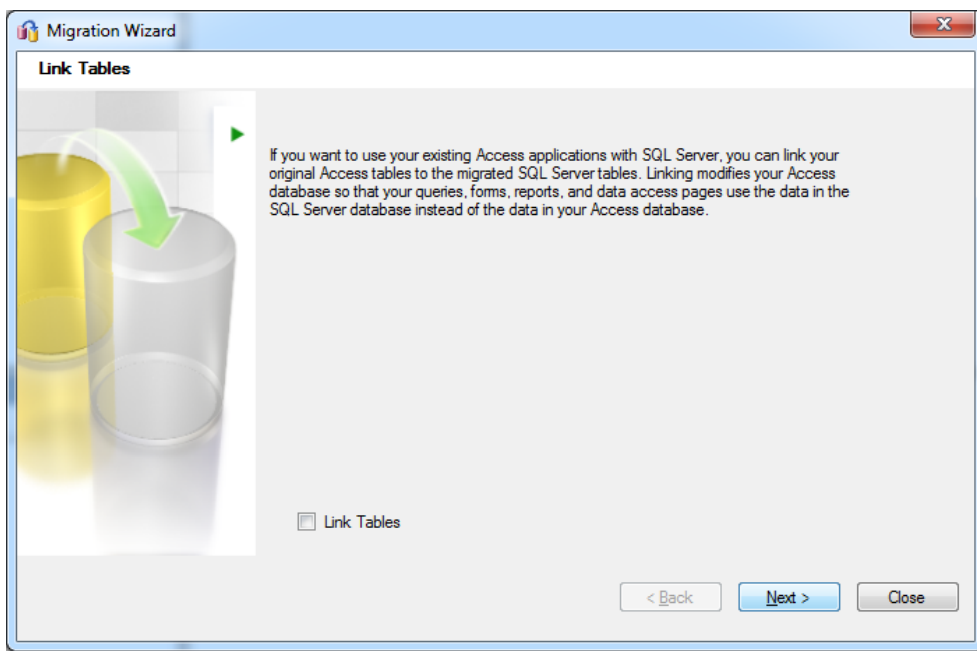 Migration Wizard
Link Tables
If you want to use your existing Access applications with SQL Server, you can link your
original Access tables to the migrated SQL Server tables. Linking modifies your Access
database so that your queries, forms, reports, and data access pages use the data in the
SQL Server database instead of the data in your Access database.
Link Tables
< Back
Next >
Close